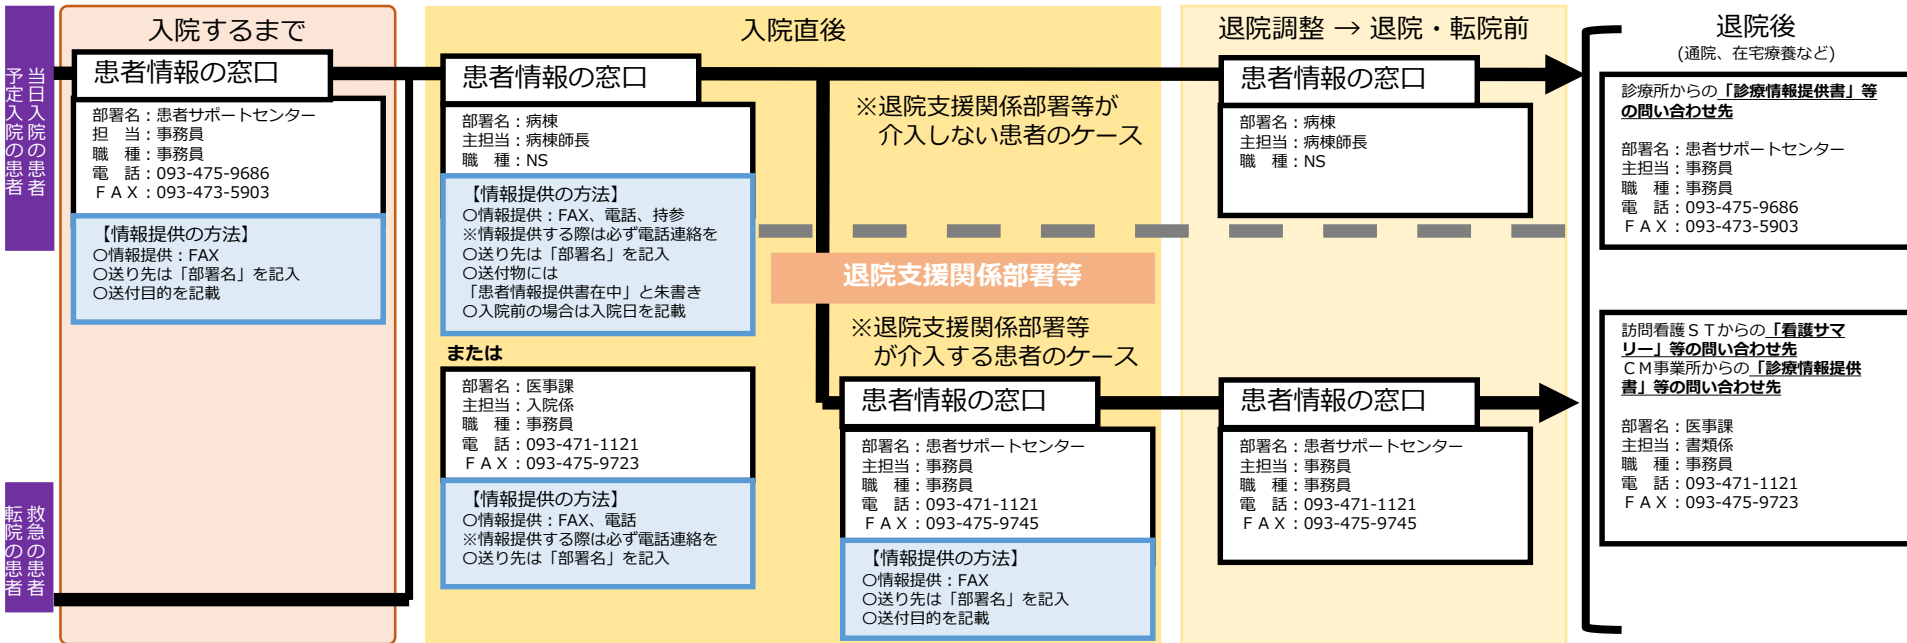 当日入院の患者
予定入院の患者
救急の患者
転院の患者
入院するまで
患者情報の窓口
部署名：患者サポートセンター
担　当：事務員
職　種：事務員
電　話：093-475-9686
ＦＡＸ：093-473-5903
【情報提供の方法】
○情報提供：FAX
○送り先は「部署名」を記入
○送付目的を記載
入院直後
患者情報の窓口
部署名：病棟
主担当：病棟師長
職　種：NS
【情報提供の方法】
○情報提供：FAX、電話、持参
※情報提供する際は必ず電話連絡を
○送り先は「部署名」を記入
○送付物には
「患者情報提供書在中」と朱書き
○入院前の場合は入院日を記載
または
部署名：医事課
主担当：入院係
職　種：事務員
電　話：093-471-1121
ＦＡＸ：093-475-9723
【情報提供の方法】
○情報提供：FAX、電話
※情報提供する際は必ず電話連絡を
○送り先は「部署名」を記入
※退院支援関係部署等が
介入しない患者のケース
退院支援関係部署等
※退院支援関係部署等
が介入する患者のケース
患者情報の窓口
部署名：患者サポートセンター
主担当：事務員
職　種：事務員
電　話：093-471-1121
ＦＡＸ：093-475-9745
【情報提供の方法】
○情報提供：FAX
○送り先は「部署名」を記入
○送付目的を記載
退院調整 → 退院・転院前
患者情報の窓口
部署名：病棟
主担当：病棟師長
職　種：NS
患者情報の窓口
部署名：患者サポートセンター
主担当：事務員
職　種：事務員
電　話：093-471-1121
ＦＡＸ：093-475-9745
退院後
(通院、在宅療養など)
診療所からの「診療情報提供書」等
の問い合わせ先
部署名：患者サポートセンター
主担当：事務員
職　種：事務員
電　話：093-475-9686
ＦＡＸ：093-473-5903
訪問看護ＳＴからの「看護サマ
リー」等の問い合わせ先
ＣＭ事業所からの「診療情報提供
書」等の問い合わせ先
部署名：医事課
主担当：書類係
職　種：事務員
電　話：093-471-1121
ＦＡＸ：093-475-9723